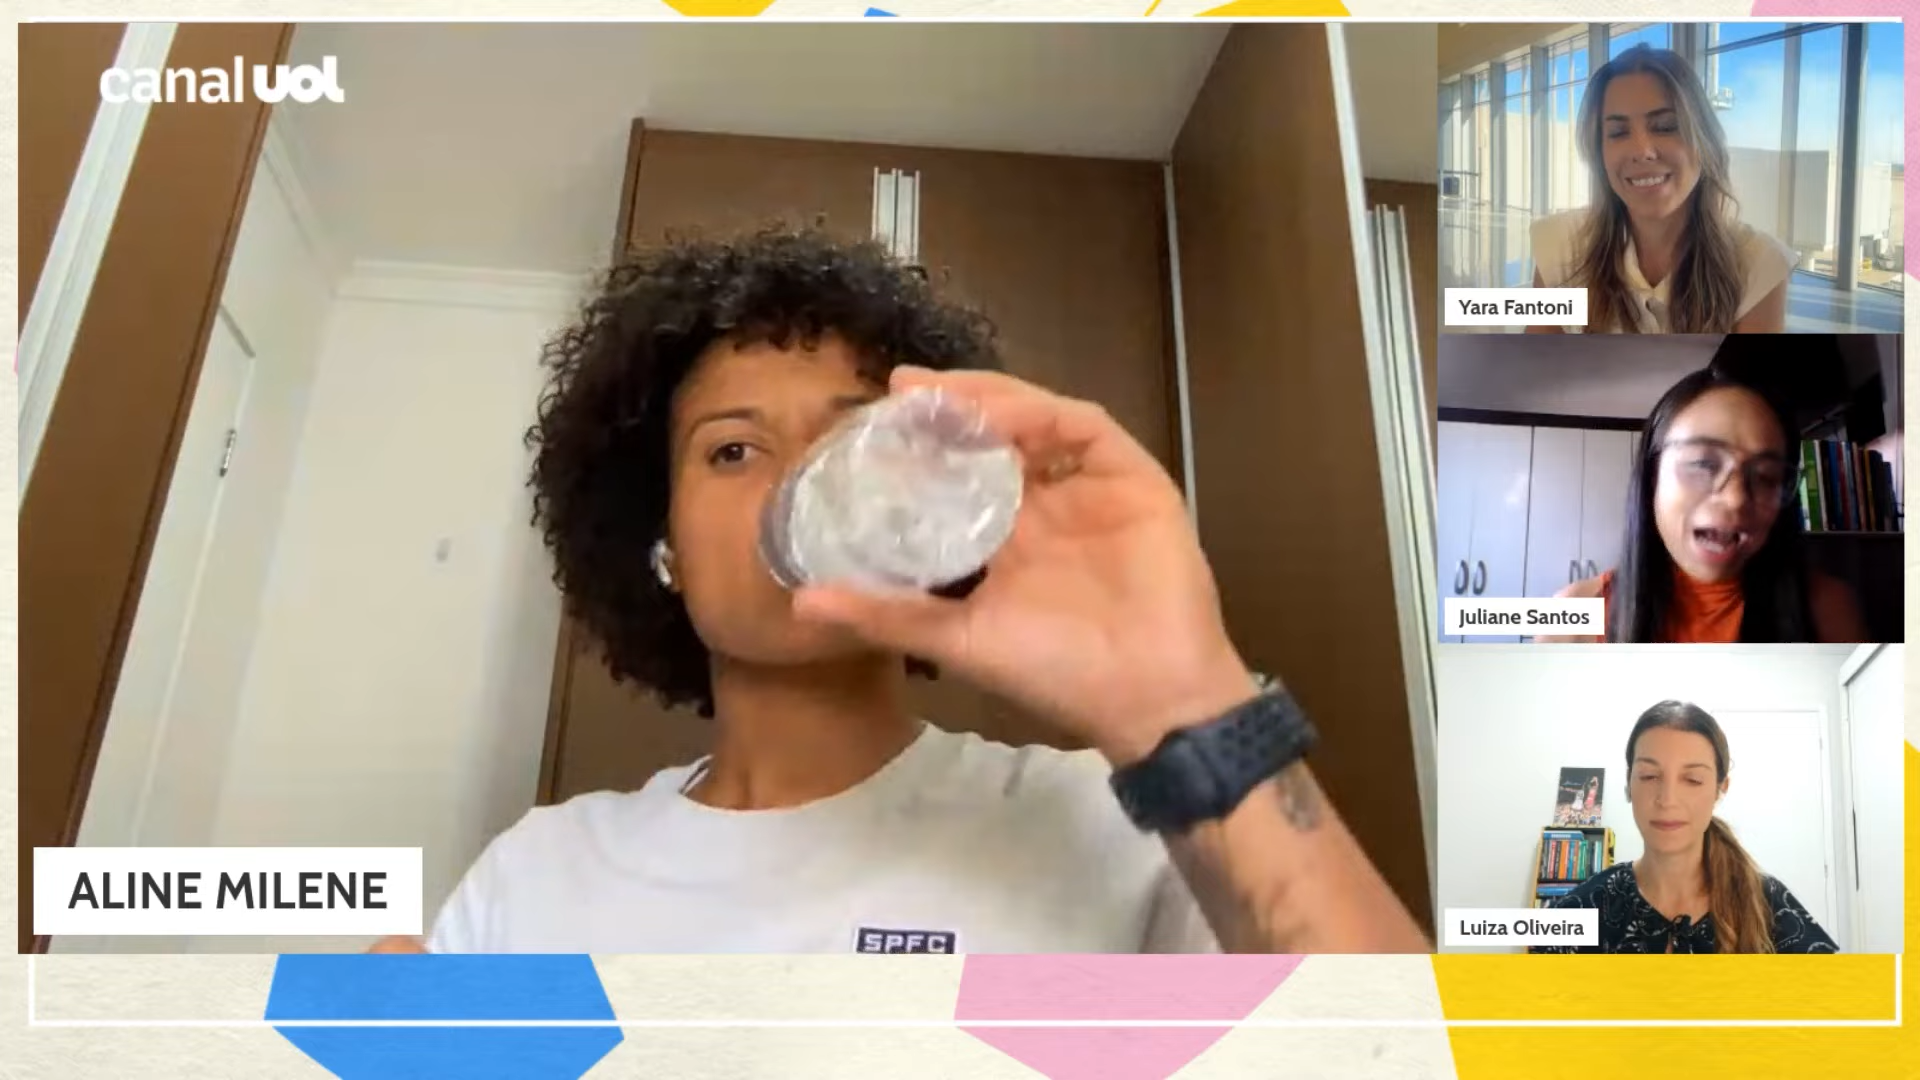 canal uol
Yara Fantoni
Juliane Santos
ALINE MILENE
SPFC
Luiza Oliveira